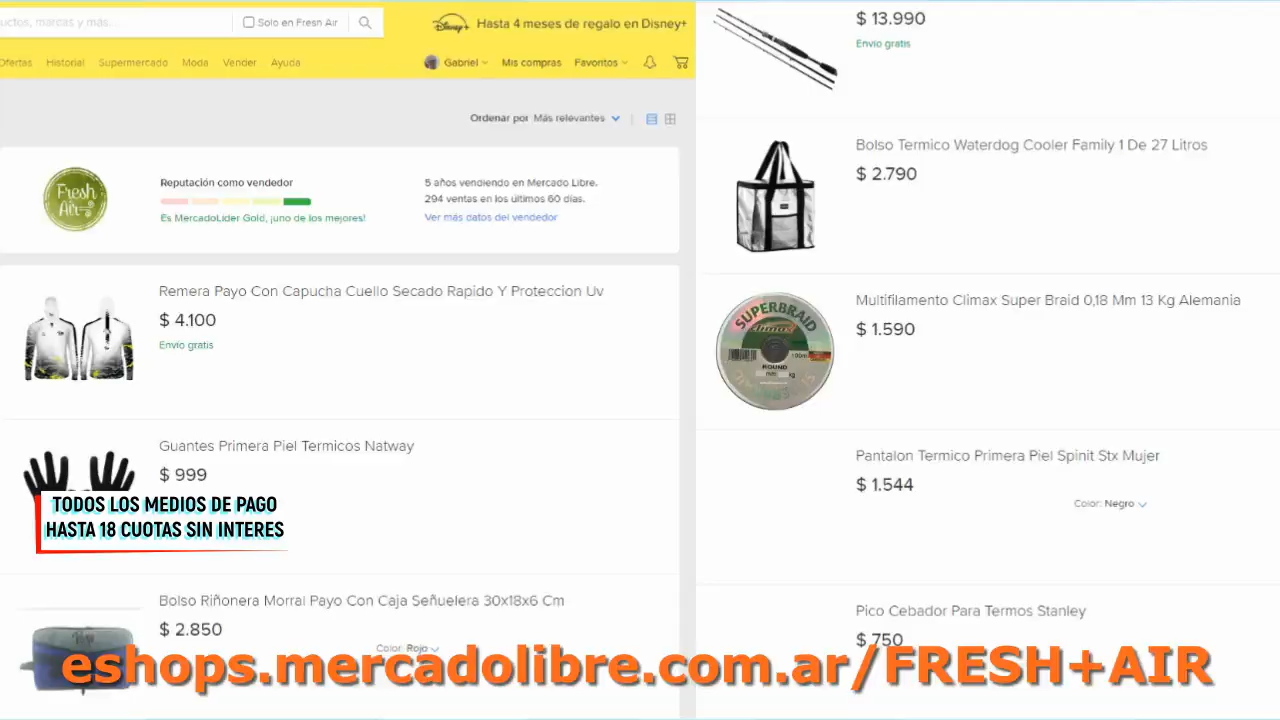 uctos, marcas y más...
Solo en Fresh Air
Disney+
Hasta 4 meses de regalo en Disney+
Ofertas
Historial
Supermercado
Moda
Vender
Ayuda
Gabriel
Mis compras
Favoritos
Ordenar por Más relevantes
Fresh
Air
Reputación como vendedor
Es MercadoLíder Gold, ¡uno de los mejores!
5 años vendiendo en Mercado Libre.
294 ventas en los últimos 60 días.
Ver más datos del vendedor
Remera Payo Con Capucha Cuello Secado Rapido Y Proteccion Uv
$ 4.100
Envío gratis
Guantes Primera Piel Termicos Natway
$ 999
TODOS LOS MEDIOS DE PAGO
HASTA 18 CUOTAS SIN INTERES
Bolso Riñonera Morral Payo Con Caja Señuelera 30x18x6 Cm
$ 2.850
Color: Rojo
$ 13.990
Envío gratis
Bolso Termico Waterdog Cooler Family 1 De 27 Litros
$ 2.790
Multifilamento Climax Super Braid 0,18 Mm 13 Kg Alemania
$ 1.590
SUPERBRAID
climax
100m
ROUND
mm kg
Pantalon Termico Primera Piel Spinit Stx Mujer
$ 1.544
Color: Negro
Pico Cebador Para Termos Stanley
$ 750
eshops.mercadolibre.com.ar/FRESH+AIR